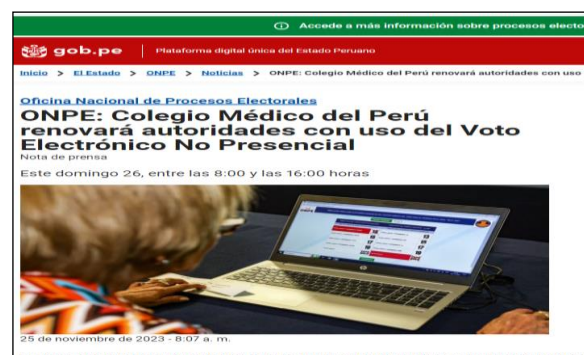 Accede a más información sobre procesos electo
gob.pe | Plataforma digital única del Estado Peruano
Inicio > El Estado > ONPE > Noticias > ONPE: Colegio Médico del Perú renovará autoridades con uso
Oficina Nacional de Procesos Electorales
ONPE: Colegio Médico del Perú
renovará autoridades con uso del Voto
Electrónico No Presencial
Nota de prensa
Este domingo 26, entre las 8:00 y las 16:00 horas
25 de noviembre de 2023 - 8:07 a. m.